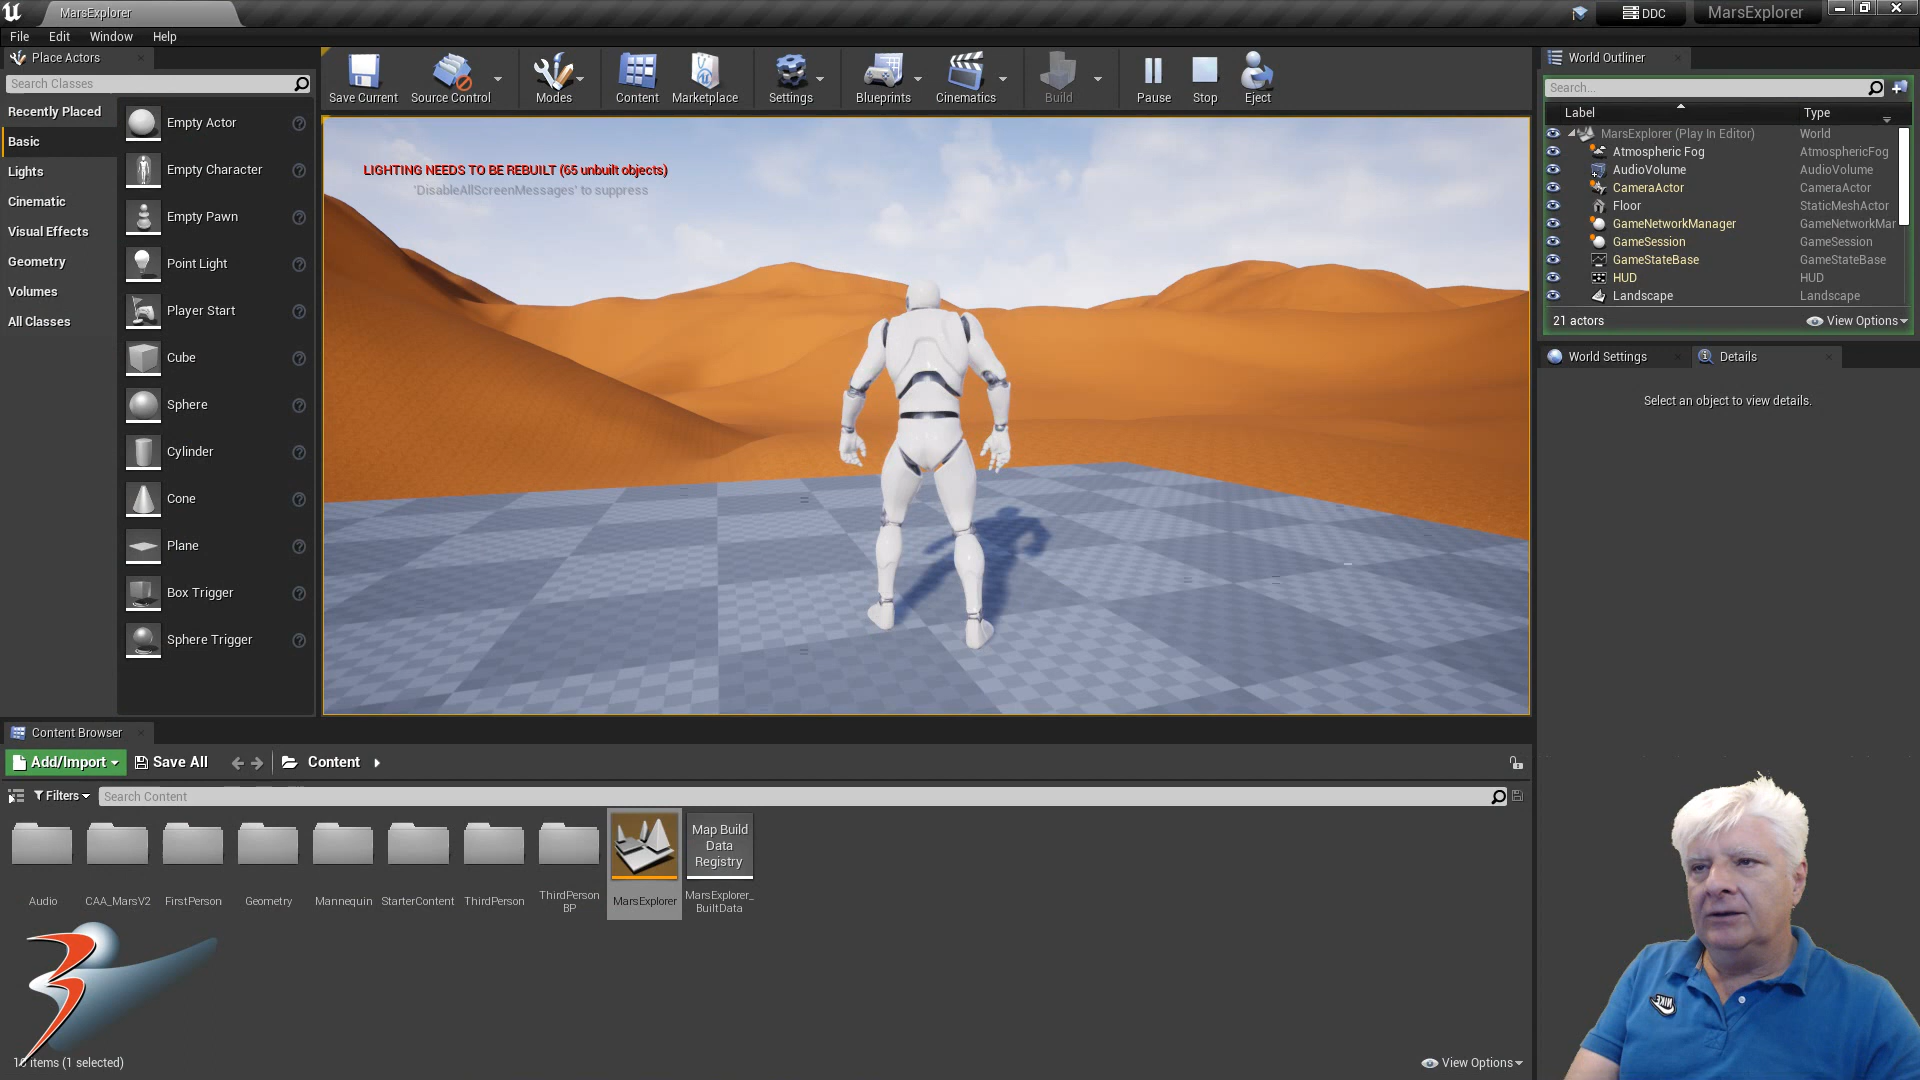 MarsExplorer
DDC
MarsExplorer
File Edit Window Help
Place Actors
Search Classes
Recently Placed
Basic
Lights
Cinematic
Visual Effects
Geometry
Volumes
All Classes
Empty Actor
Empty Character
Empty Pawn
Point Light
Player Start
Cube
Sphere
Cylinder
Cone
Plane
Box Trigger
Sphere Trigger
Save Current
Source Control
Modes
Content
Marketplace
Settings
Blueprints
Cinematics
Build
Pause
Stop
Eject
LIGHTING NEEDS TO BE REBUILT (65 unbuilt objects)
'DisableAllScreenMessages' to suppress
World Outliner
Search...
Label Type
MarsExplorer (Play In Editor) World
Atmospheric Fog AtmosphericFog
AudioVolume AudioVolume
CameraActor CameraActor
Floor StaticMeshActor
GameNetworkManager GameNetworkMar
GameSession GameSession
GameStateBase GameStateBase
HUD HUD
Landscape Landscape
21 actors View Options
World Settings Details
Select an object to view details.
Content Browser
Add/Import Save All Content
Filters Search Content
Audio
CAA_MarsV2
FirstPerson
Geometry
Mannequin
StarterContent
ThirdPerson
ThirdPerson
BP
MarsExplorer
Map Build
Data
Registry
MarsExplorer_
BuiltData
10 items (1 selected)
View Options
NIKE